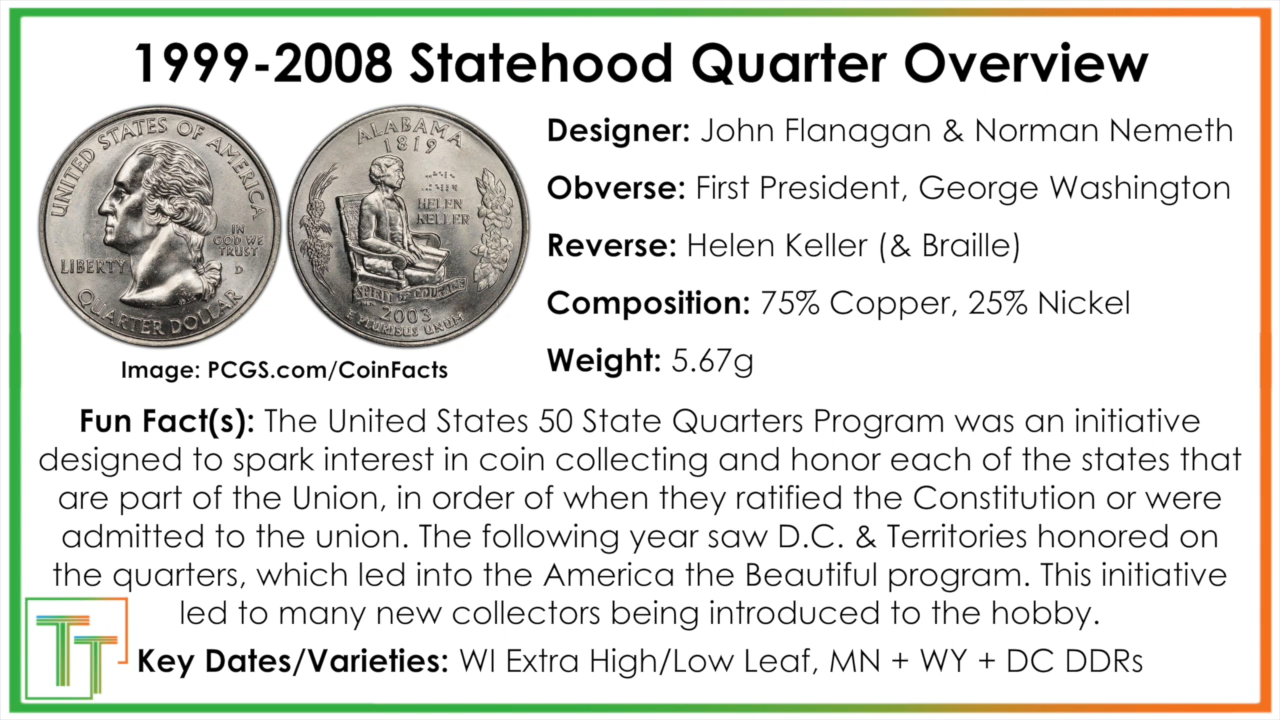 1999-2008 Statehood Quarter Overview
UNITED STATES OF AMERICA
IN
GOD WE
TRUST
D
LIBERTY
QUARTER DOLLAR
ALABAMA
1819
HELEN
KELLER
SPIRIT OF COURAGE
2003
E PLURIBUS UNUM
Image: PCGS.com/CoinFacts
Designer: John Flanagan & Norman Nemeth
Obverse: First President, George Washington
Reverse: Helen Keller (& Braille)
Composition: 75% Copper, 25% Nickel
Weight: 5.67g
Fun Fact(s): The United States 50 State Quarters Program was an initiative
designed to spark interest in coin collecting and honor each of the states that
are part of the Union, in order of when they ratified the Constitution or were
admitted to the union. The following year saw D.C. & Territories honored on
the quarters, which led into the America the Beautiful program. This initiative
led to many new collectors being introduced to the hobby.
TT
Key Dates/Varieties: WI Extra High/Low Leaf, MN + WY + DC DDRs